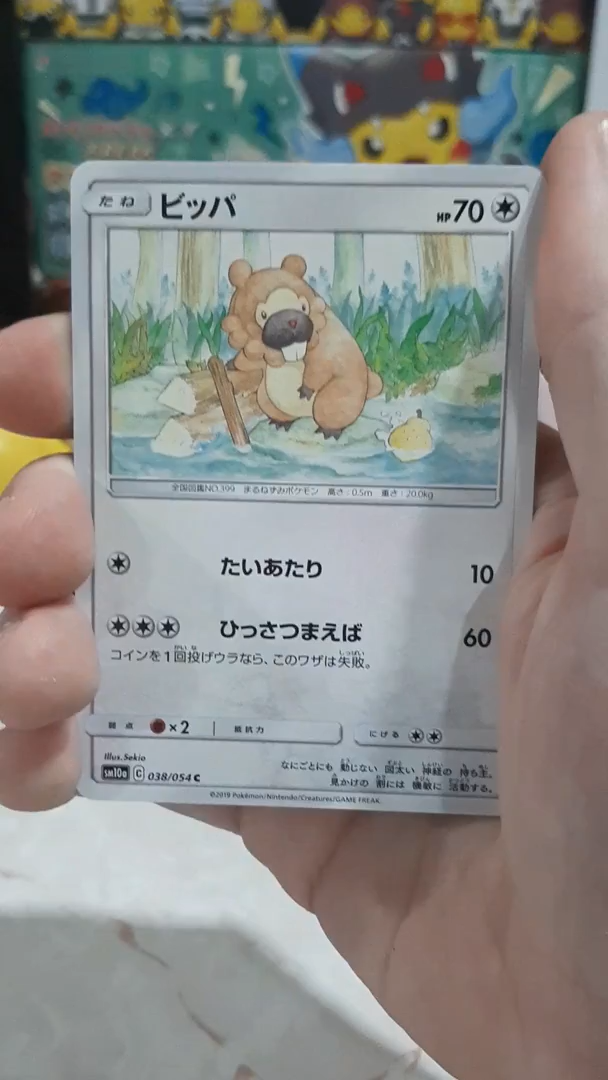 たね ビッパ HP70
全国図鑑NO.399 まるねずみポケモン 高さ:0.5m 重さ:20.0kg
たいあたり 10
ひっさつまえば 60
コインを1回投げウラなら、このワザは失敗。
弱点 ×2 抵抗力 にげる
Illus.Sekio
sm10a C 038/054 C
なにごとにも 動じない 図太い 神経の 持ち主。
見かけの 割には 機敏に 活動する。
©2019 Pokémon/Nintendo/Creatures/GAME FREAK.